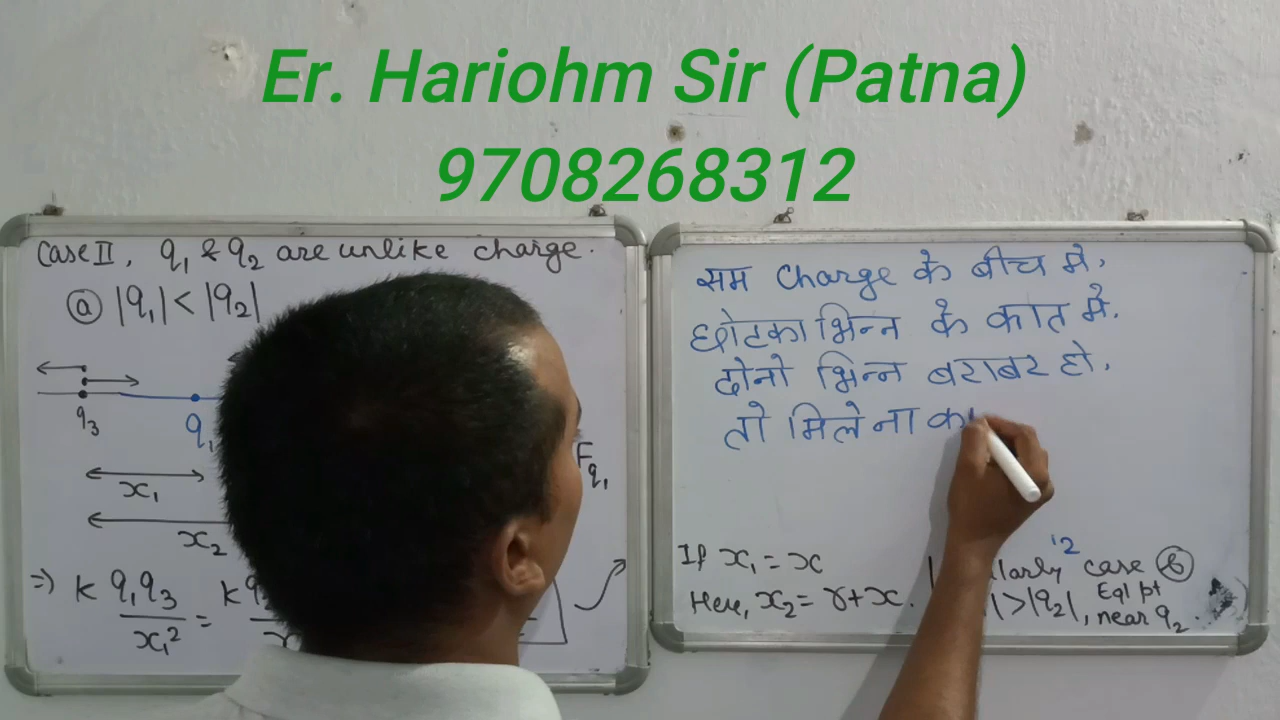 Er. Hariohm Sir (Patna)
9708268312
Case II, q₁ & q₂ are unlike charge.
ⓐ |q₁| < |q₂|
q₃
q₁
F q₁
x₁
x₂
⇒ K q₁q₃ / x₁² = K q
सम Charge के बीच मे,
छोटका भिन्न के कात मे,
दोनो भिन्न बराबर हो,
तो मिले ना क
If x₁ = x
Here, x₂ = r + x.
larly case ⓑ
| > |q₂|, Eql pt
near q₂.